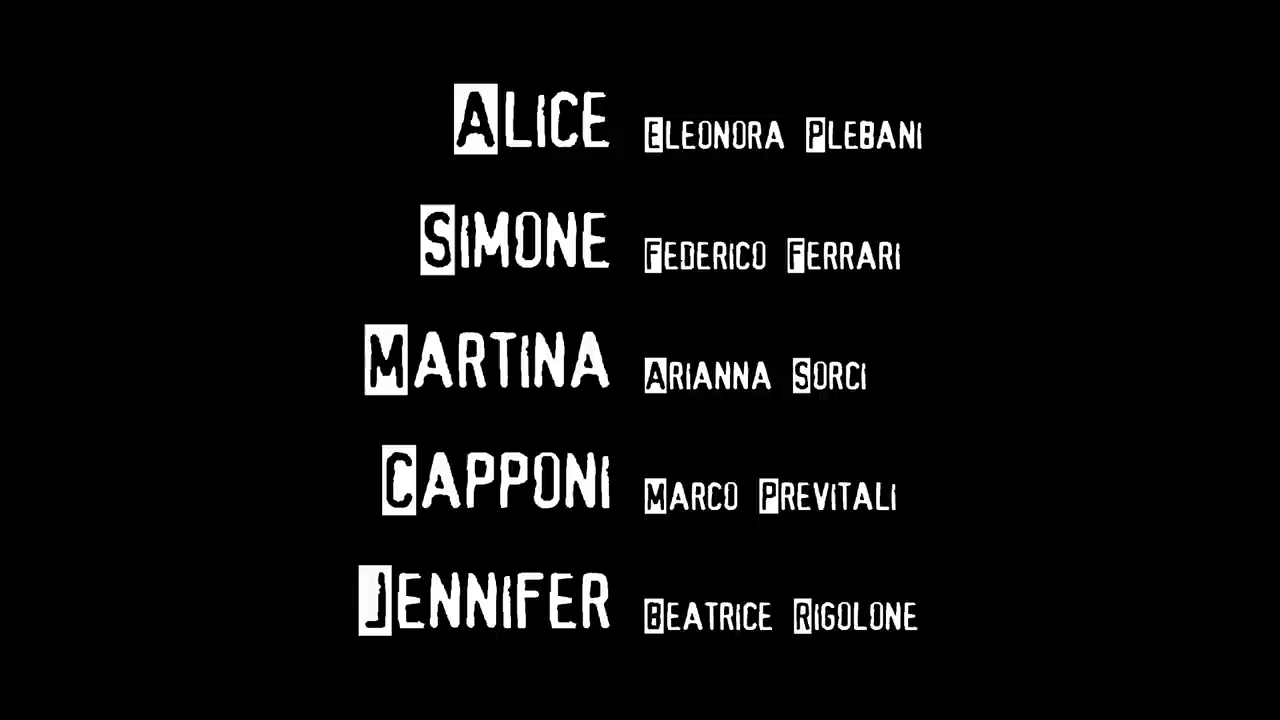 Alice Eleonora Plebani
Simone Federico Ferrari
Martina Arianna Sorci
Capponi Marco Previtali
Jennifer Beatrice Rigolone